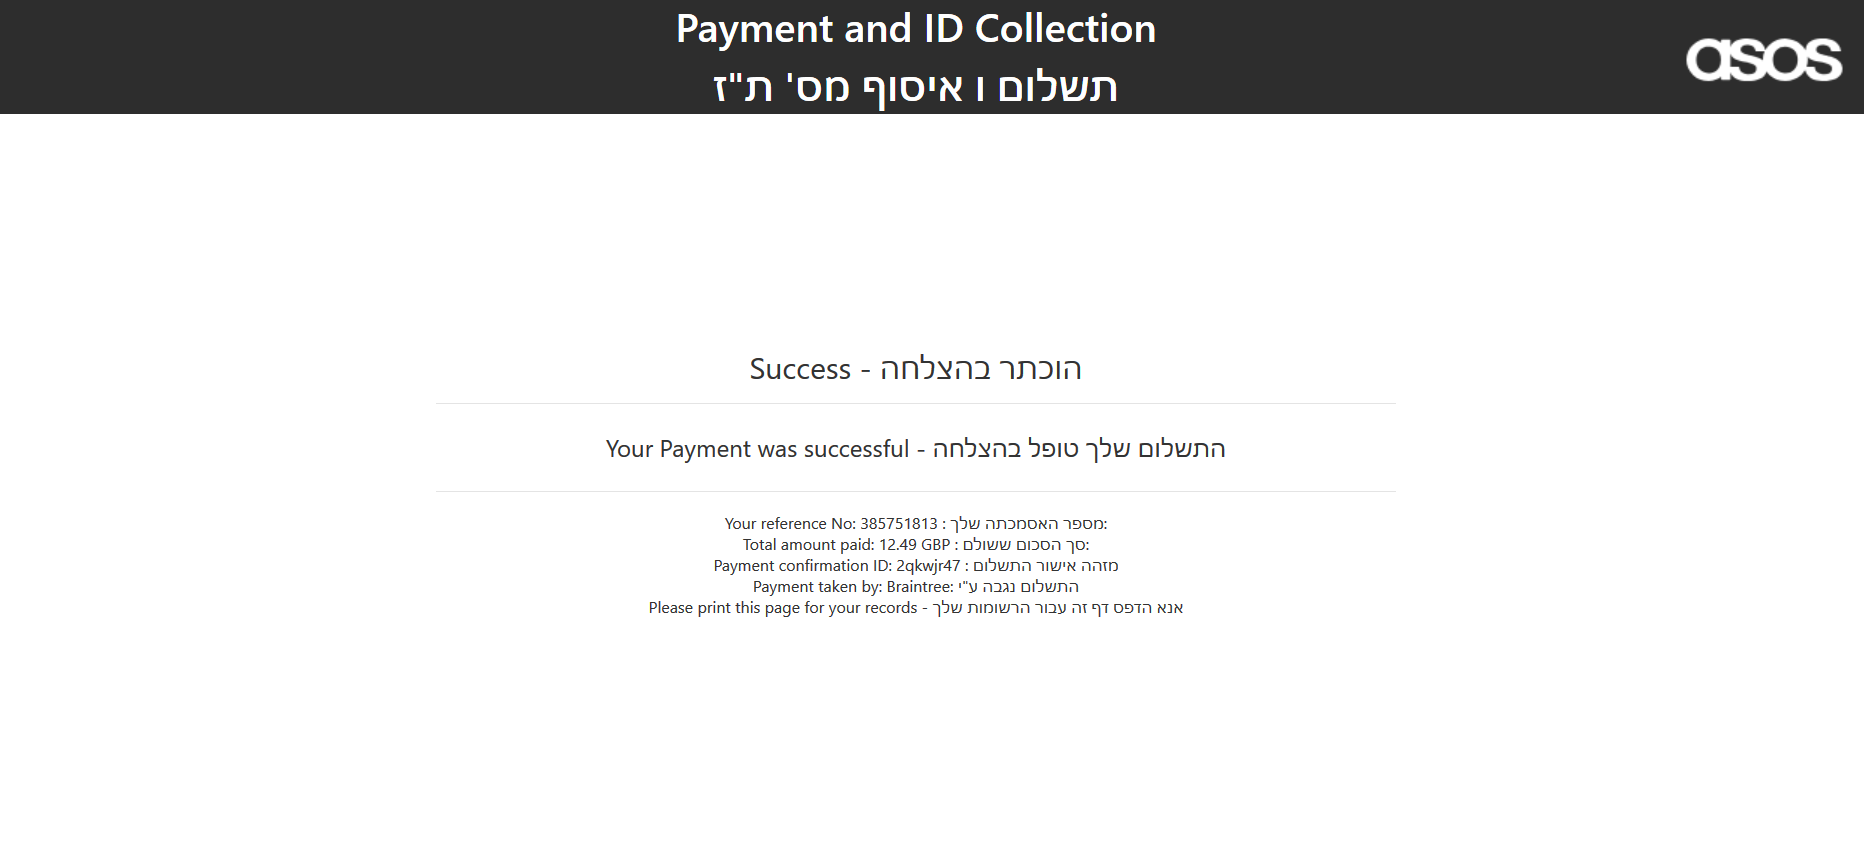 Payment and ID Collection
תשלום ו איסוף מס' ת"ז
asos
Success - הוכתר בהצלחה
Your Payment was successful - התשלום שלך טופל בהצלחה
Your reference No: 385751813 : מספר האסמכתה שלך:
Total amount paid: 12.49 GBP : סך הסכום ששולם:
Payment confirmation ID: 2qkwjr47 : מזהה אישור התשלום
Payment taken by: Braintree: התשלום נגבה ע"י
Please print this page for your records - אנא הדפס דף זה עבור הרשומות שלך